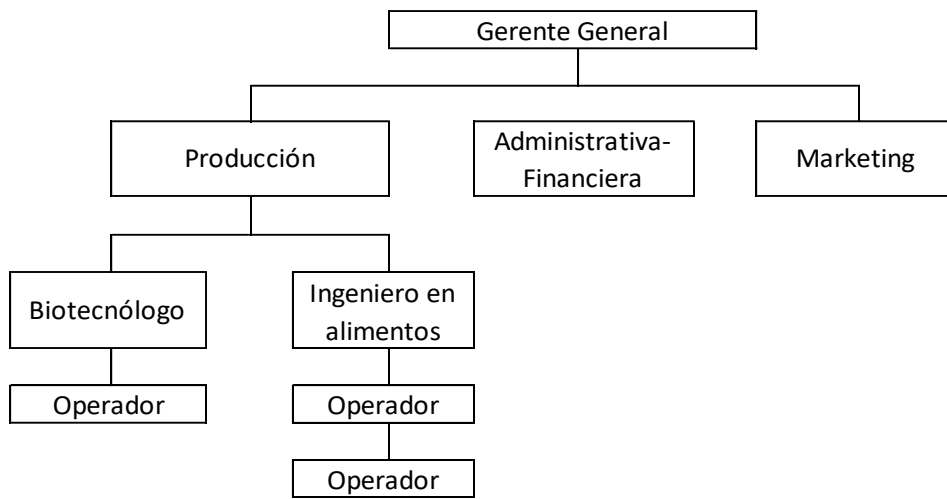 Gerente General
Producción
Administrativa-
Financiera
Marketing
Biotecnólogo
Ingeniero en
alimentos
Operador
Operador
Operador